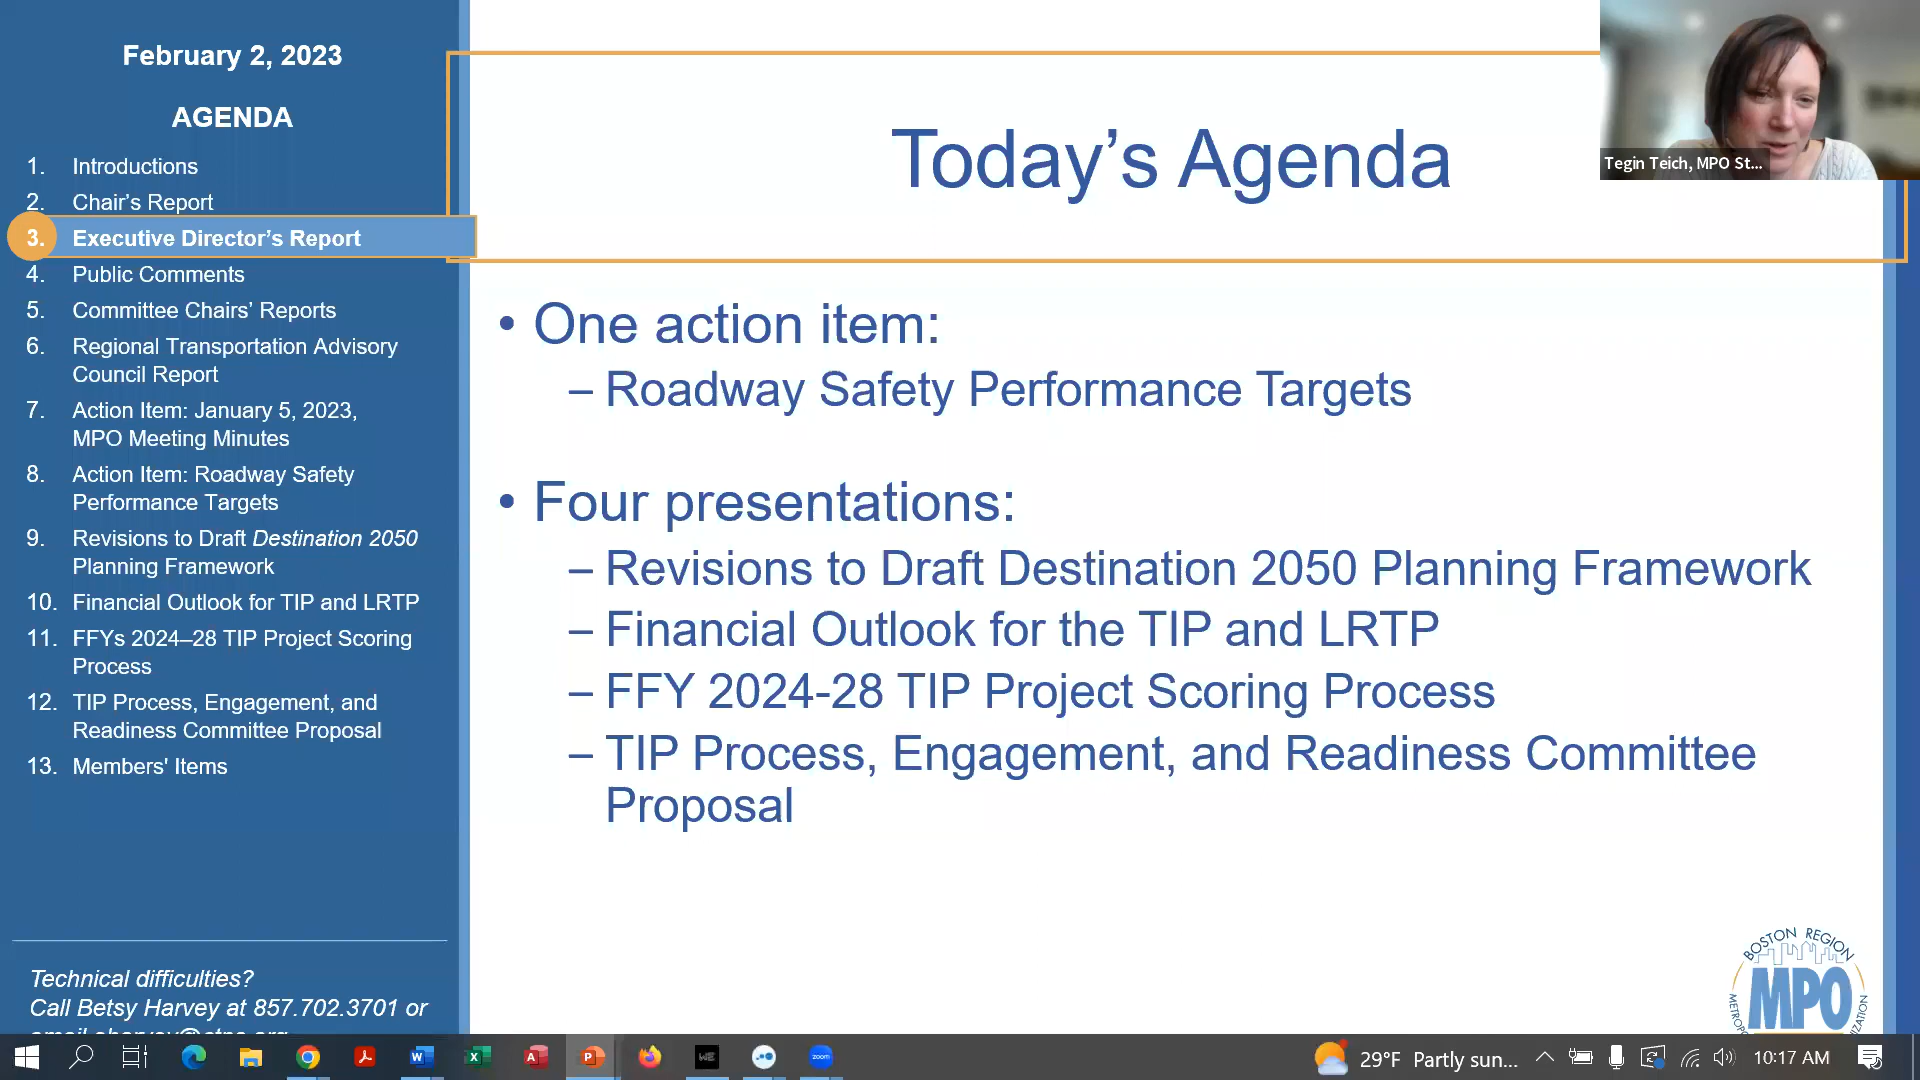 February 2, 2023
AGENDA
1. Introductions
2. Chair's Report
3. Executive Director's Report
4. Public Comments
5. Committee Chairs' Reports
6. Regional Transportation Advisory
Council Report
7. Action Item: January 5, 2023,
MPO Meeting Minutes
8. Action Item: Roadway Safety
Performance Targets
9. Revisions to Draft Destination 2050
Planning Framework
10. Financial Outlook for TIP and LRTP
11. FFYs 2024–28 TIP Project Scoring
Process
12. TIP Process, Engagement, and
Readiness Committee Proposal
13. Members' Items
Technical difficulties?
Call Betsy Harvey at 857.702.3701 or
Today’s Agenda
• One action item:
– Roadway Safety Performance Targets
• Four presentations:
– Revisions to Draft Destination 2050 Planning Framework
– Financial Outlook for the TIP and LRTP
– FFY 2024-28 TIP Project Scoring Process
– TIP Process, Engagement, and Readiness Committee
Proposal
Tegin Teich, MPO St...
BOSTON REGION
MPO
29°F Partly sun...
10:17 AM